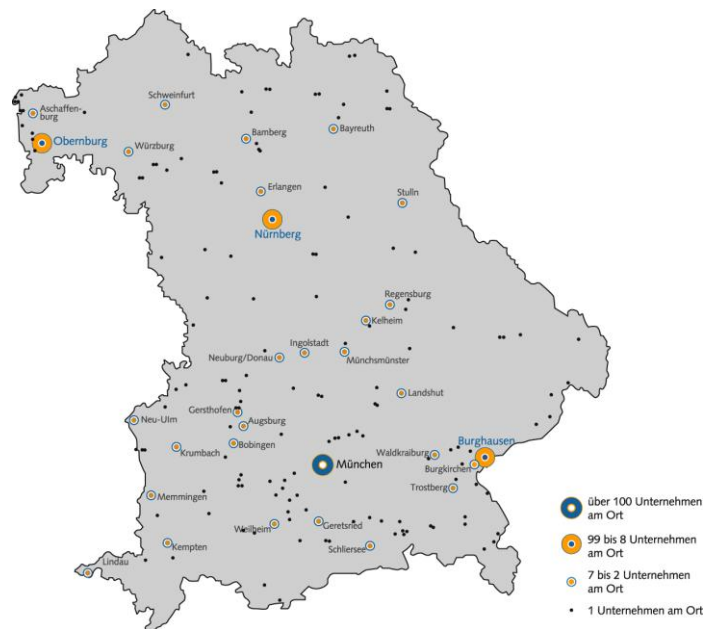 Schweinfurt
Aschaffen-
burg
Obernburg
Würzburg
Bamberg
Bayreuth
Erlangen
Stulln
Nürnberg
Regensburg
Kelheim
Ingolstadt
Neuburg/Donau
Münchsmünster
Landshut
Gersthofen
Neu-Ulm
Augsburg
Burghausen
Bobingen
Krumbach
Waldkraiburg
München
Burgkirchen
Trostberg
Memmingen
Weilheim
Geretsried
Kempten
Schliersee
Lindau
über 100 Unternehmen
am Ort
99 bis 8 Unternehmen
am Ort
7 bis 2 Unternehmen
am Ort
1 Unternehmen am Ort